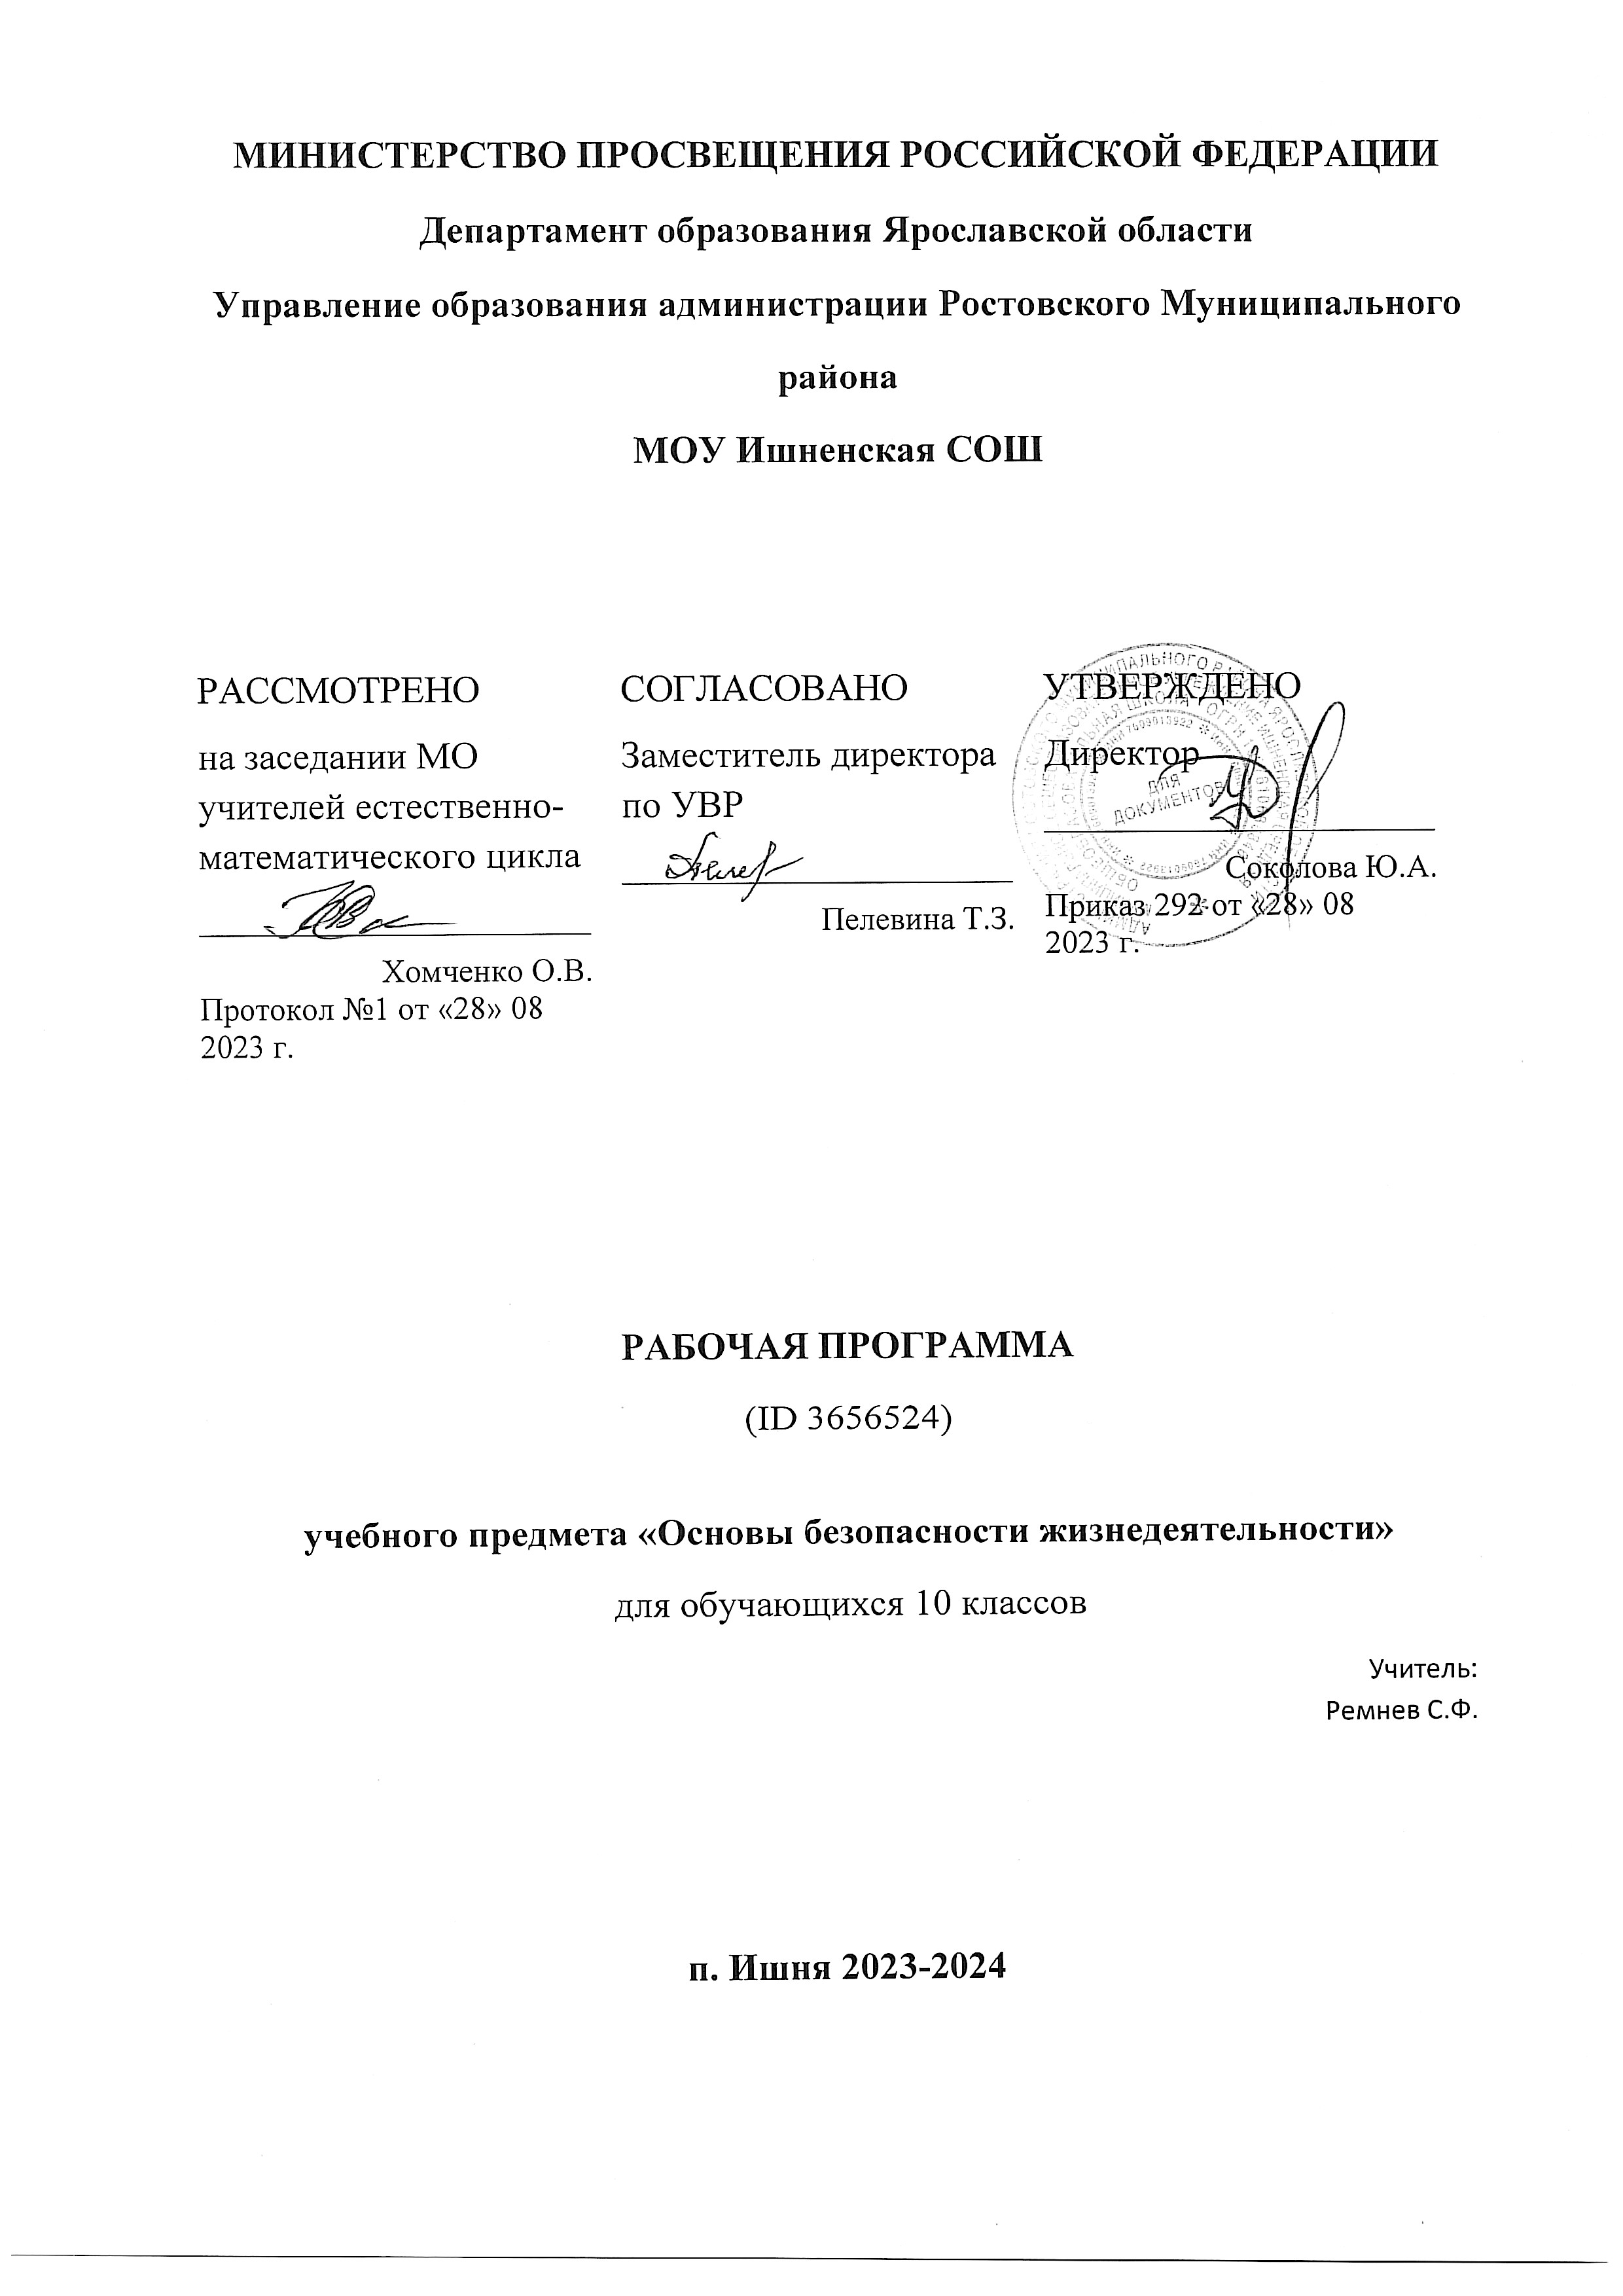 МИНИСТЕРСТВО ПРОСВЕЩЕНИЯ РОССИЙСКОЙ ФЕДЕРАЦИИ
Департамент образования Ярославской области
Управление образования администрации Ростовского Муниципального
района
МОУ Ишненская СОШ
РАССМОТРЕНО
на заседании МО
учителей естественно-
математического цикла
Хомченко О.В.
Протокол №1 от «28» 08
2023 г.
СОГЛАСОВАНО
Заместитель директора
по УВР
Пелевина Т.З.
УТВЕРЖДЕНО
Директор
ДЛЯ
ДОКУМЕНТОВ
Соколова Ю.А.
Приказ 292 от «28» 08
2023 г.
РАБОЧАЯ ПРОГРАММА
(ID 3656524)
учебного предмета «Основы безопасности жизнедеятельности»
для обучающихся 10 классов
Учитель:
Ремнев С.Ф.
п. Ишня 2023-2024